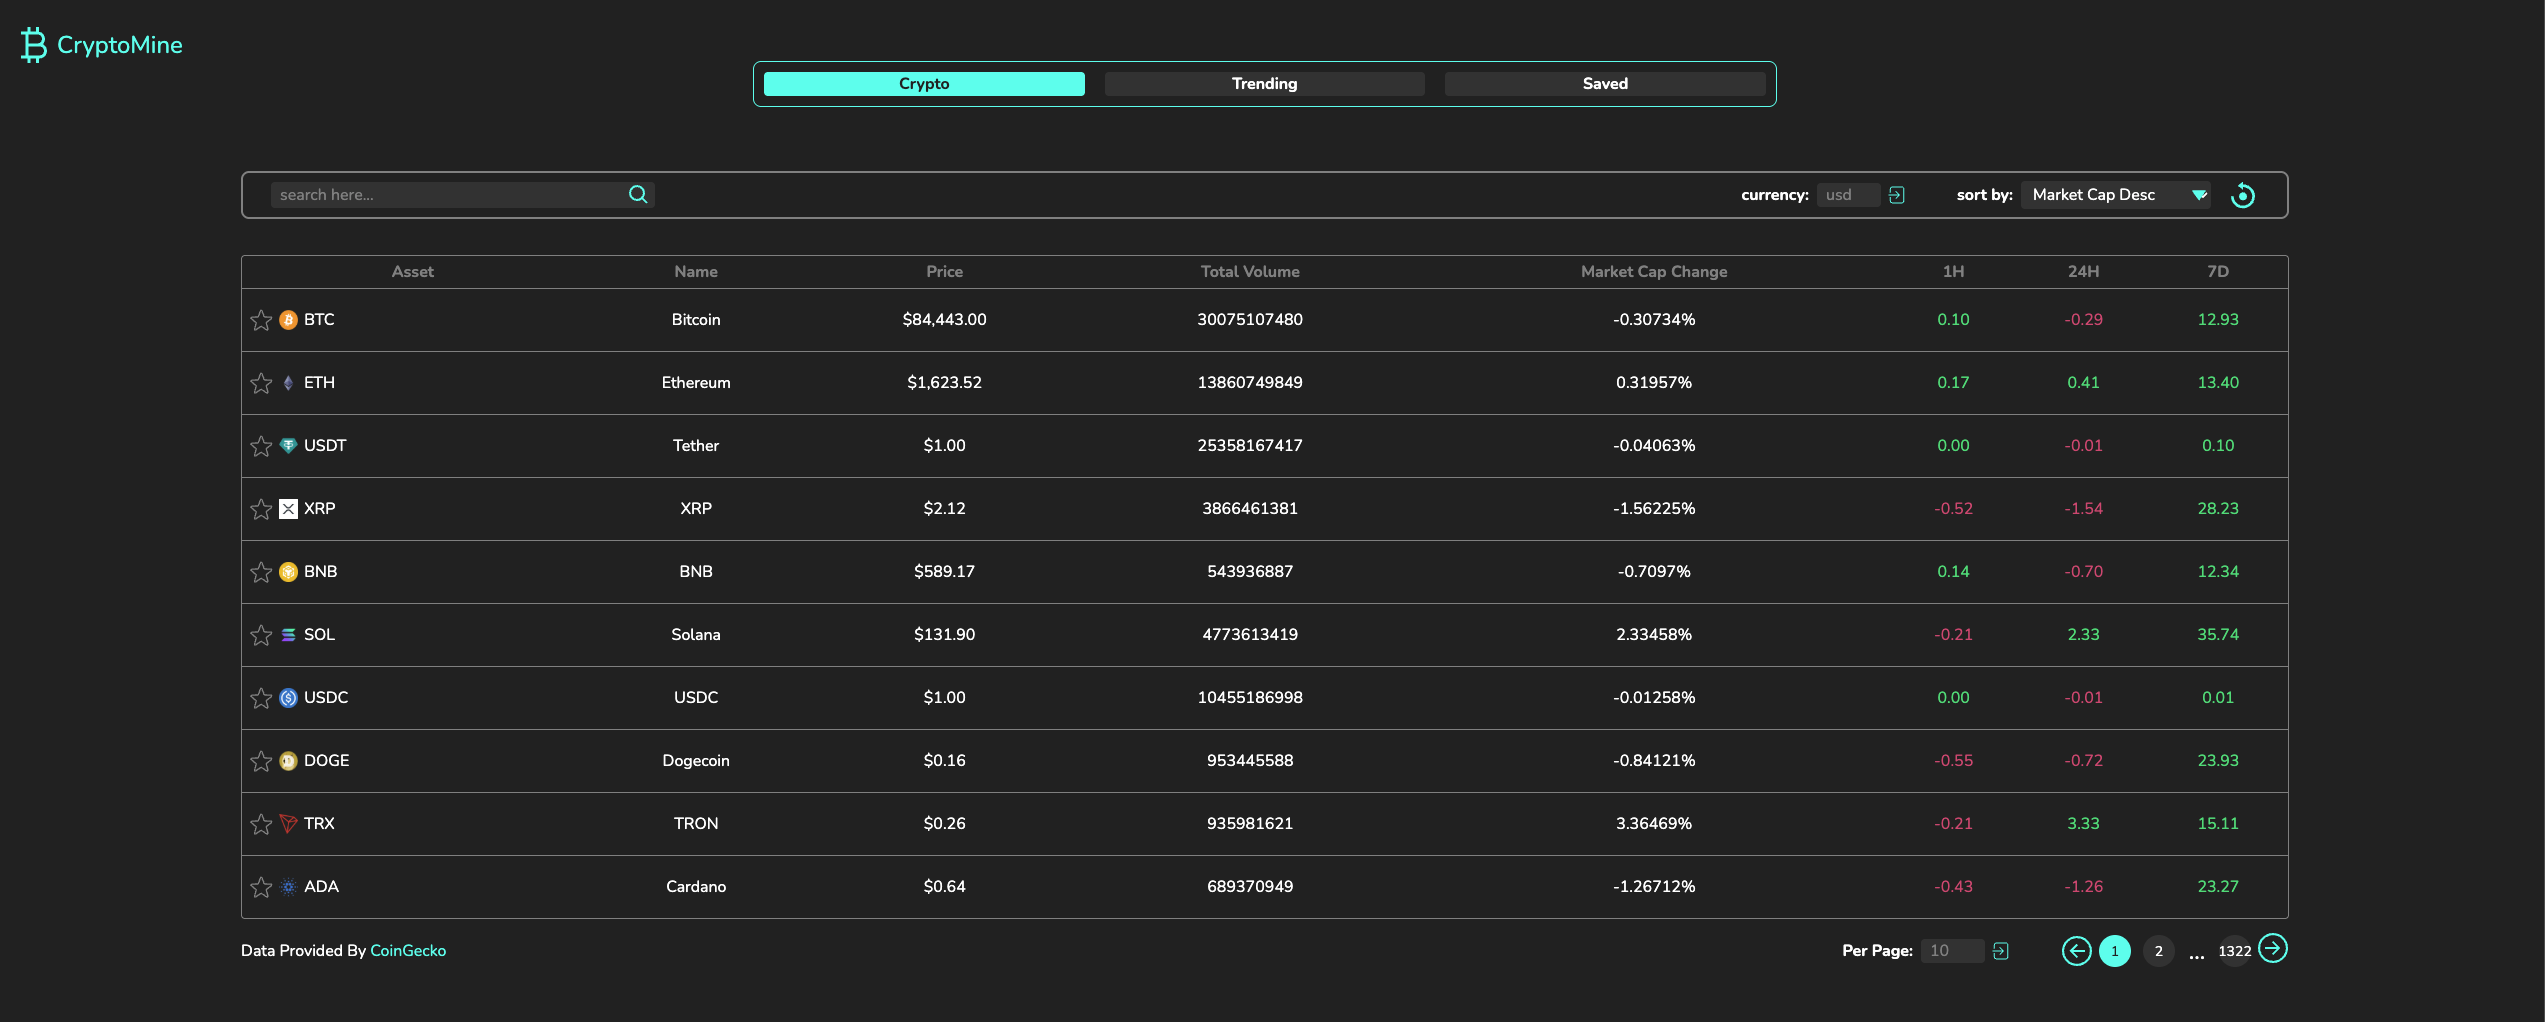 CryptoMine
Crypto Trending Saved
search here... currency: usd sort by: Market Cap Desc
Asset Name Price Total Volume Market Cap Change 1H 24H 7D
BTC Bitcoin $84,443.00 30075107480 -0.30734% 0.10 -0.29 12.93
ETH Ethereum $1,623.52 13860749849 0.31957% 0.17 0.41 13.40
USDT Tether $1.00 25358167417 -0.04063% 0.00 -0.01 0.10
XRP XRP $2.12 3866461381 -1.56225% -0.52 -1.54 28.23
BNB BNB $589.17 543936887 -0.7097% 0.14 -0.70 12.34
SOL Solana $131.90 4773613419 2.33458% -0.21 2.33 35.74
USDC USDC $1.00 10455186998 -0.01258% 0.00 -0.01 0.01
DOGE Dogecoin $0.16 953445588 -0.84121% -0.55 -0.72 23.93
TRX TRON $0.26 935981621 3.36469% -0.21 3.33 15.11
ADA Cardano $0.64 689370949 -1.26712% -0.43 -1.26 23.27
Data Provided By CoinGecko Per Page: 10 1 2 ... 1322